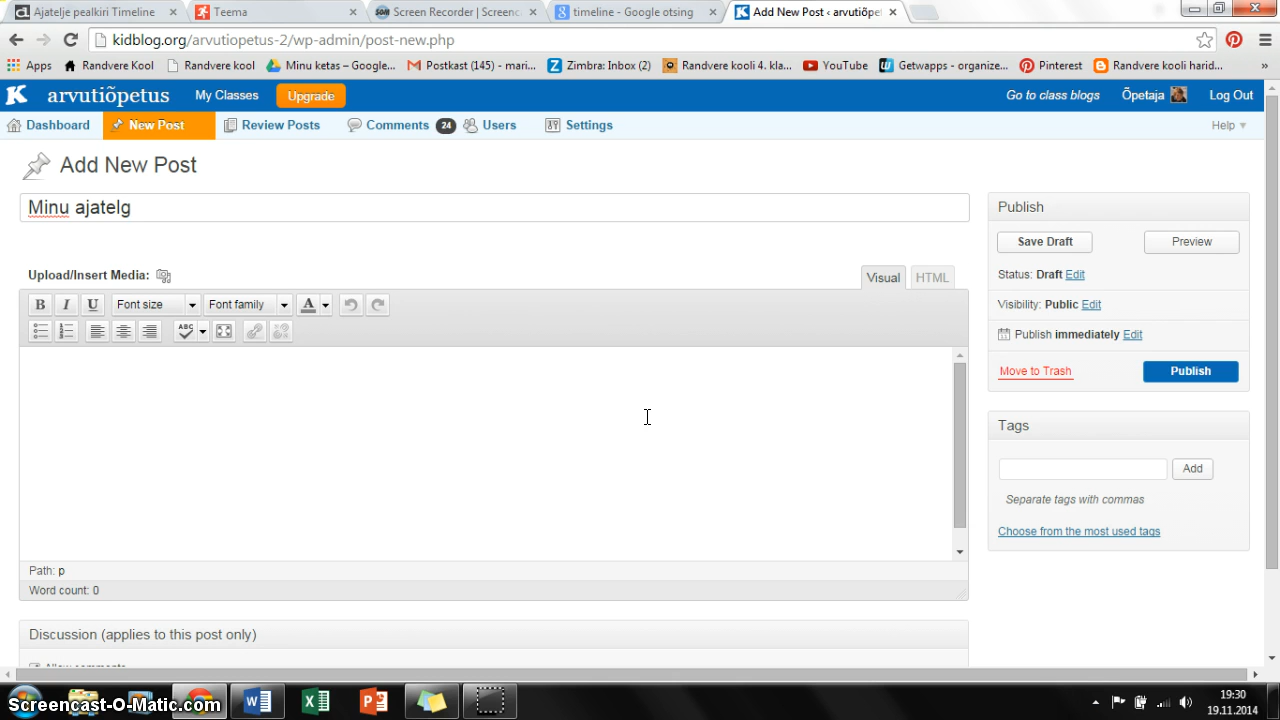 Ajatelje pealkiri Timeline
Teema
Screen Recorder | Screenc
timeline - Google otsing
Add New Post ‹ arvutiõpet
kidblog.org/arvutiopetus-2/wp-admin/post-new.php
Apps Randvere Kool Randvere kool Minu ketas – Google... Postkast (145) - mari... Zimbra: Inbox (2) Randvere kooli 4. kla... YouTube Getwapps - organize... Pinterest Randvere kooli harid... »
K arvutiõpetus My Classes Upgrade Go to class blogs Õpetaja Log Out
Dashboard New Post Review Posts Comments 24 Users Settings Help
Add New Post
Minu ajatelg
Upload/Insert Media:
Visual HTML
B I U Font size Font family A
ABC
Path: p
Word count: 0
Discussion (applies to this post only)
Allow comments
Publish
Save Draft Preview
Status: Draft Edit
Visibility: Public Edit
Publish immediately Edit
Move to Trash Publish
Tags
Add
Separate tags with commas
Choose from the most used tags
Screencast-O-Matic.com
19:30
19.11.2014